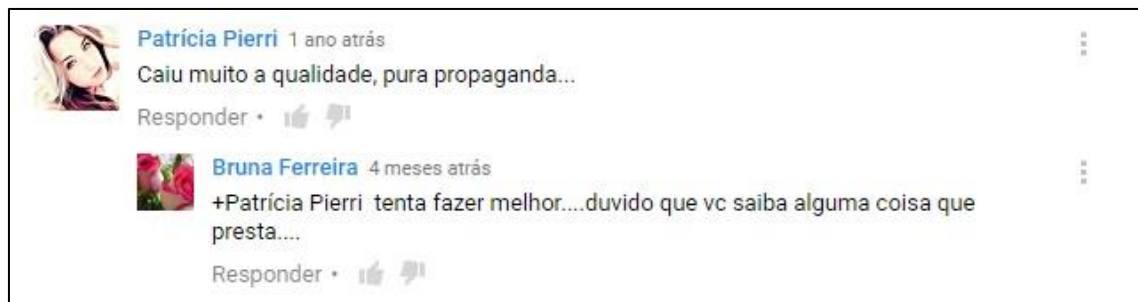 Patrícia Pierri 1 ano atrás
Caiu muito a qualidade, pura propaganda...
Responder •
Bruna Ferreira 4 meses atrás
+Patrícia Pierri tenta fazer melhor....duvido que vc saiba alguma coisa que
presta....
Responder •